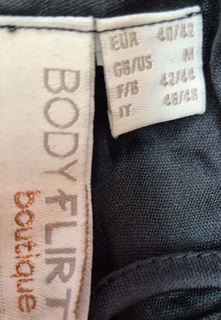 BODY FLIRT
boutique
EUR 40/42
GB/US M
F/B 42/44
IT 46/48